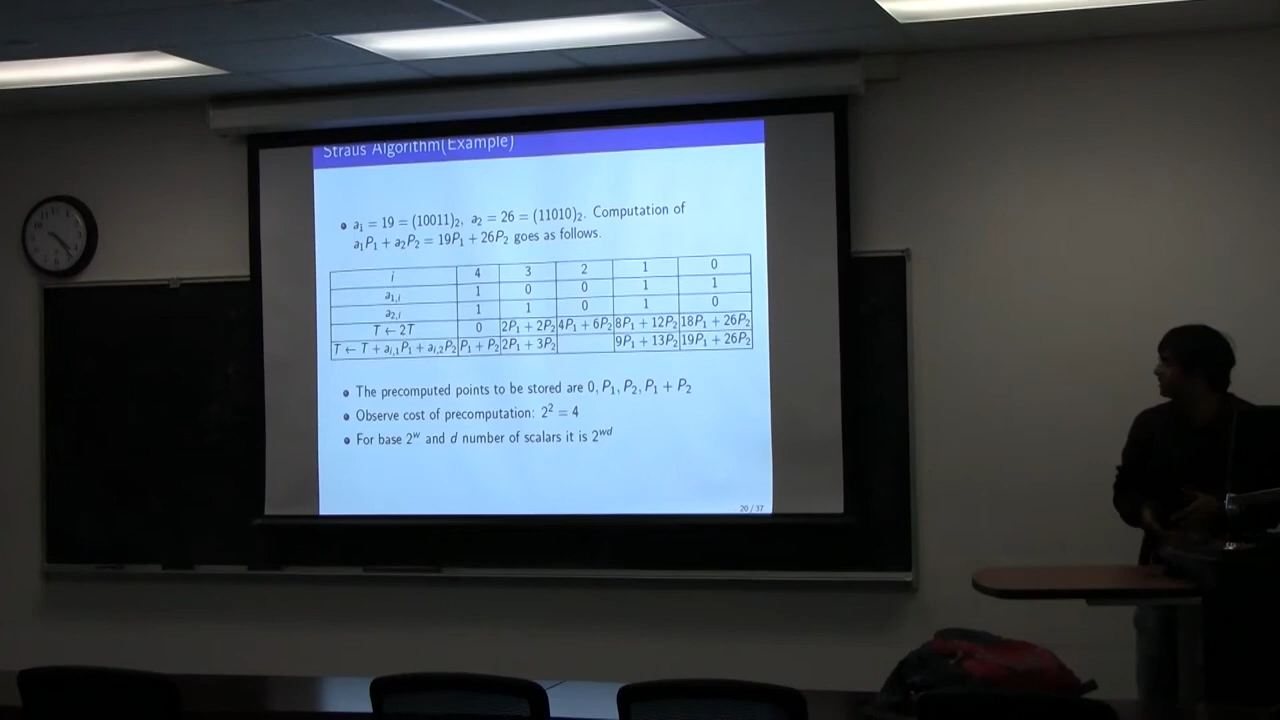 Straus Algorithm(Example)
• a₁ = 19 = (10011)₂, a₂ = 26 = (11010)₂. Computation of
a₁P₁ + a₂P₂ = 19P₁ + 26P₂ goes as follows.
i 4 3 2 1 0
a₁,ᵢ 1 0 0 1 1
a₂,ᵢ 1 1 0 1 0
T ← 2T 0 2P₁ + 2P₂ 4P₁ + 6P₂ 8P₁ + 12P₂ 18P₁ + 26P₂
T ← T + aᵢ,₁P₁ + aᵢ,₂P₂ P₁ + P₂ 2P₁ + 3P₂ 9P₁ + 13P₂ 19P₁ + 26P₂
• The precomputed points to be stored are 0, P₁, P₂, P₁ + P₂
• Observe cost of precomputation: 2² = 4
• For base 2ʷ and d number of scalars it is 2ʷᵈ
20 / 37